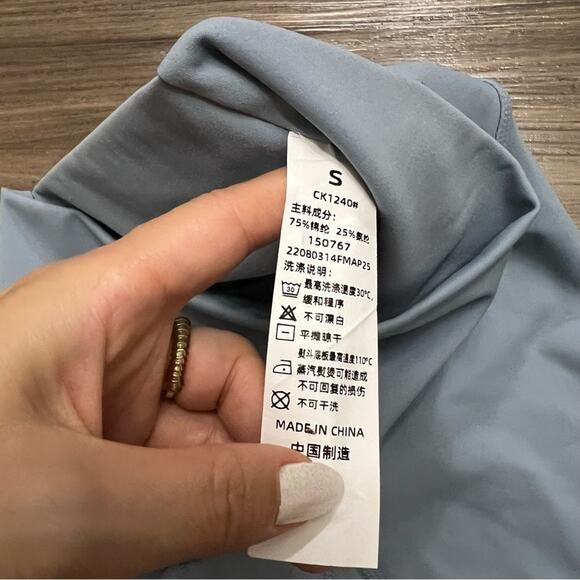 S
CK1240#
主料成分:
75%锦纶 25%氨纶
150767
22080314FMAP25
洗涤说明:
30 最高洗涤温度30℃,
缓和程序
不可漂白
平摊晾干
熨斗底板最高温度110℃
蒸汽熨烫可能造成
不可回复的损伤
不可干洗
MADE IN CHINA
中国制造